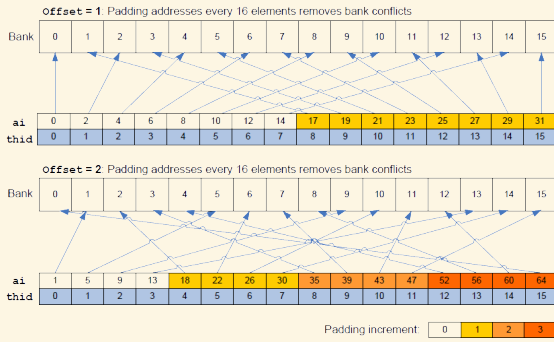 Offset = 1: Padding addresses every 16 elements removes bank conflicts
Bank 0 1 2 3 4 5 6 7 8 9 10 11 12 13 14 15
ai 0 2 4 6 8 10 12 14 17 19 21 23 25 27 29 31
thid 0 1 2 3 4 5 6 7 8 9 10 11 12 13 14 15
Offset = 2: Padding addresses every 16 elements removes bank conflicts
Bank 0 1 2 3 4 5 6 7 8 9 10 11 12 13 14 15
ai 1 5 9 13 18 22 26 30 35 39 43 47 52 56 60 64
thid 0 1 2 3 4 5 6 7 8 9 10 11 12 13 14 15
Padding increment: 0 1 2 3